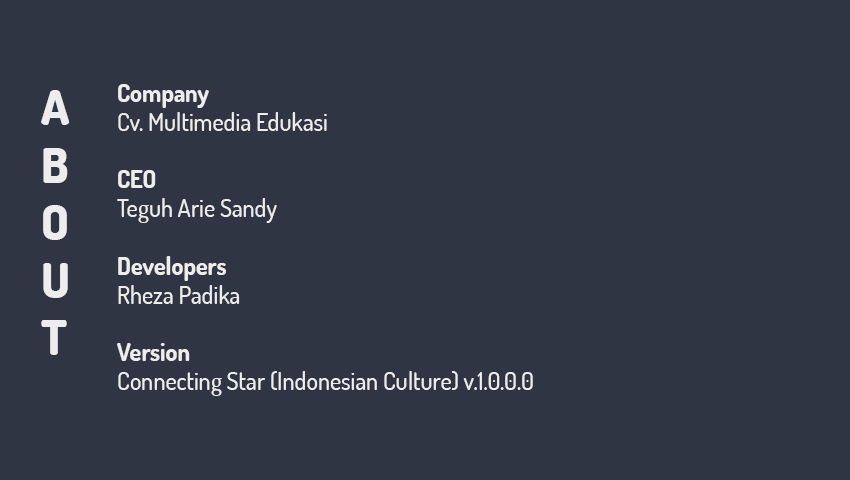 ABOUT
Company
Cv. Multimedia Edukasi
CEO
Teguh Arie Sandy
Developers
Rheza Padika
Version
Connecting Star (Indonesian Culture) v.1.0.0.0